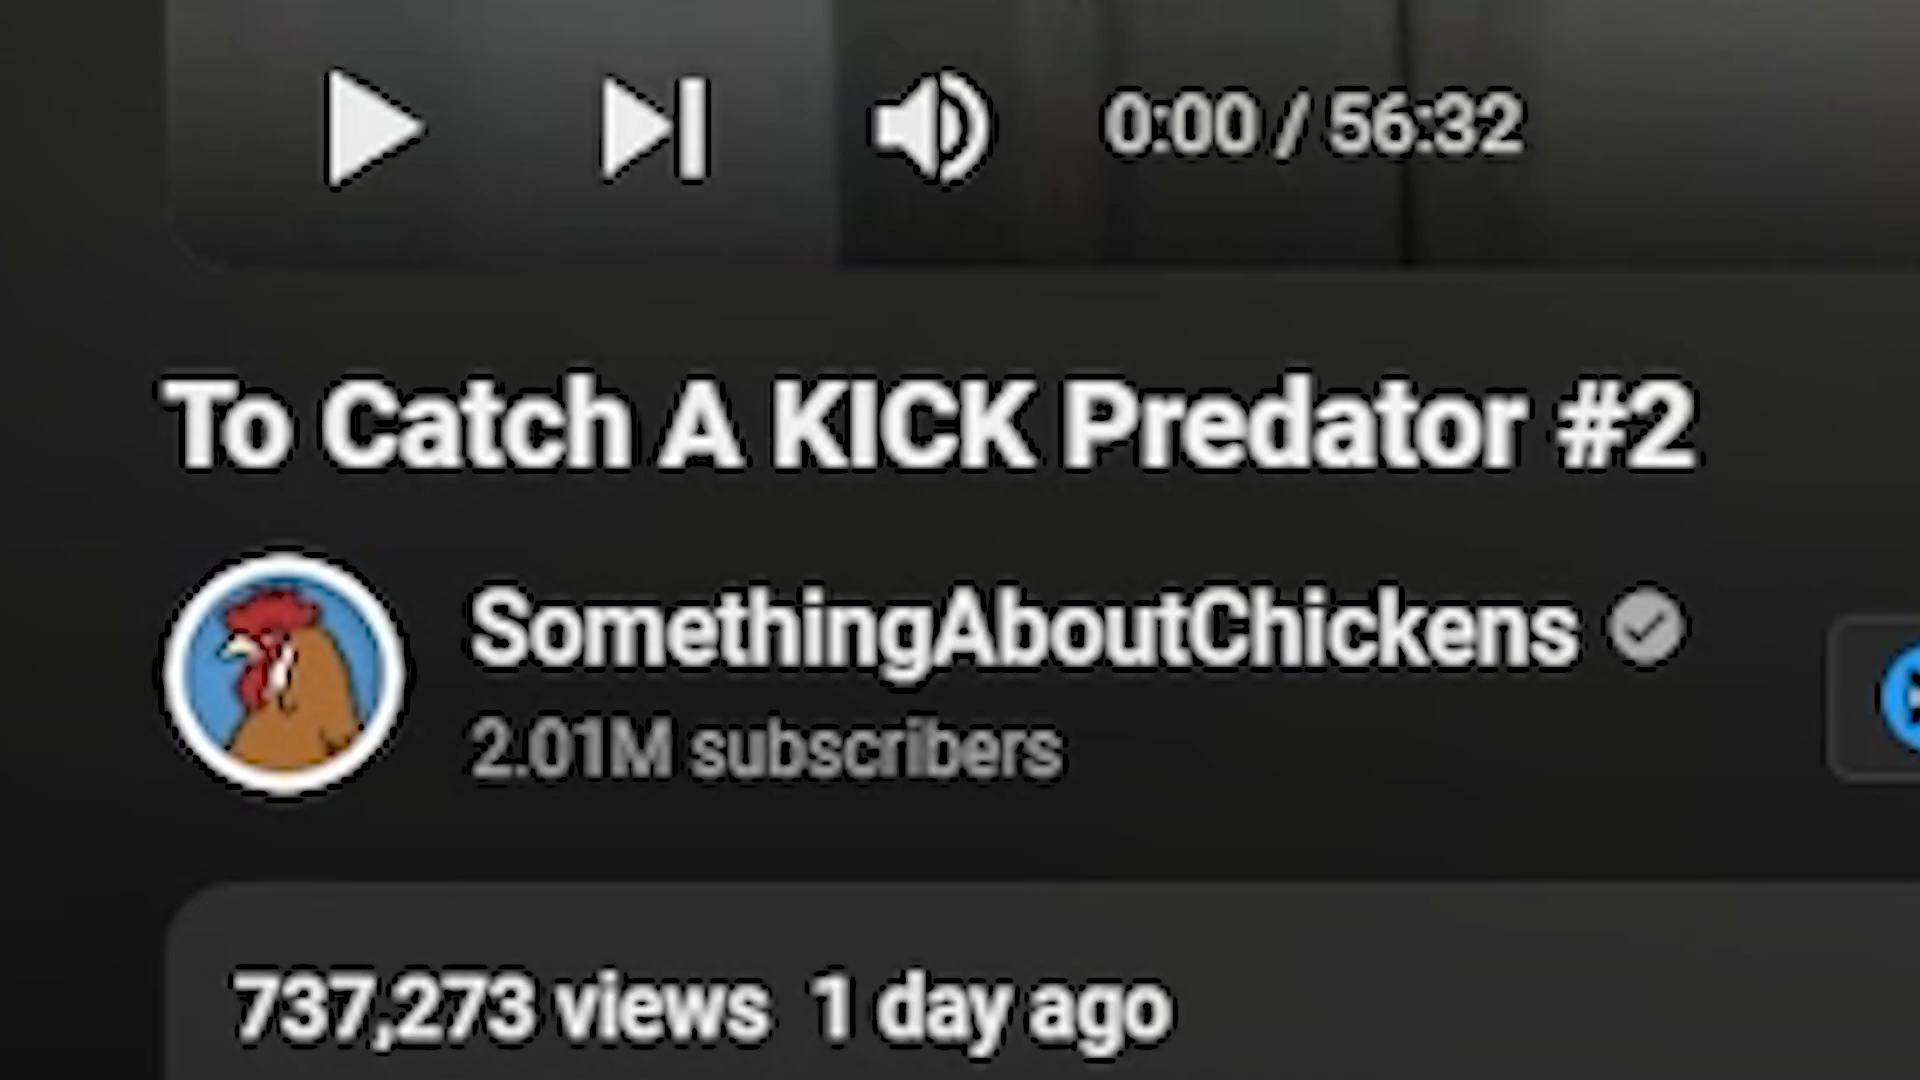 0:00 / 56:32
To Catch A KICK Predator #2
SomethingAboutChickens
2.01M subscribers
737,273 views 1 day ago